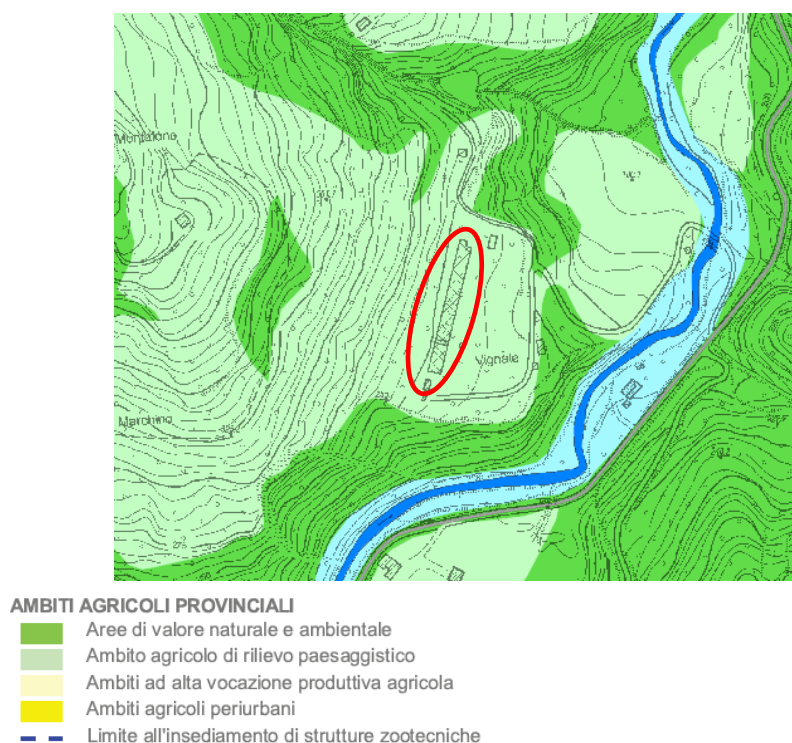 Montafone
Vignale
Marchino
AMBITI AGRICOLI PROVINCIALI
Aree di valore naturale e ambientale
Ambito agricolo di rilievo paesaggistico
Ambiti ad alta vocazione produttiva agricola
Ambiti agricoli periurbani
Limite all'insediamento di strutture zootecniche